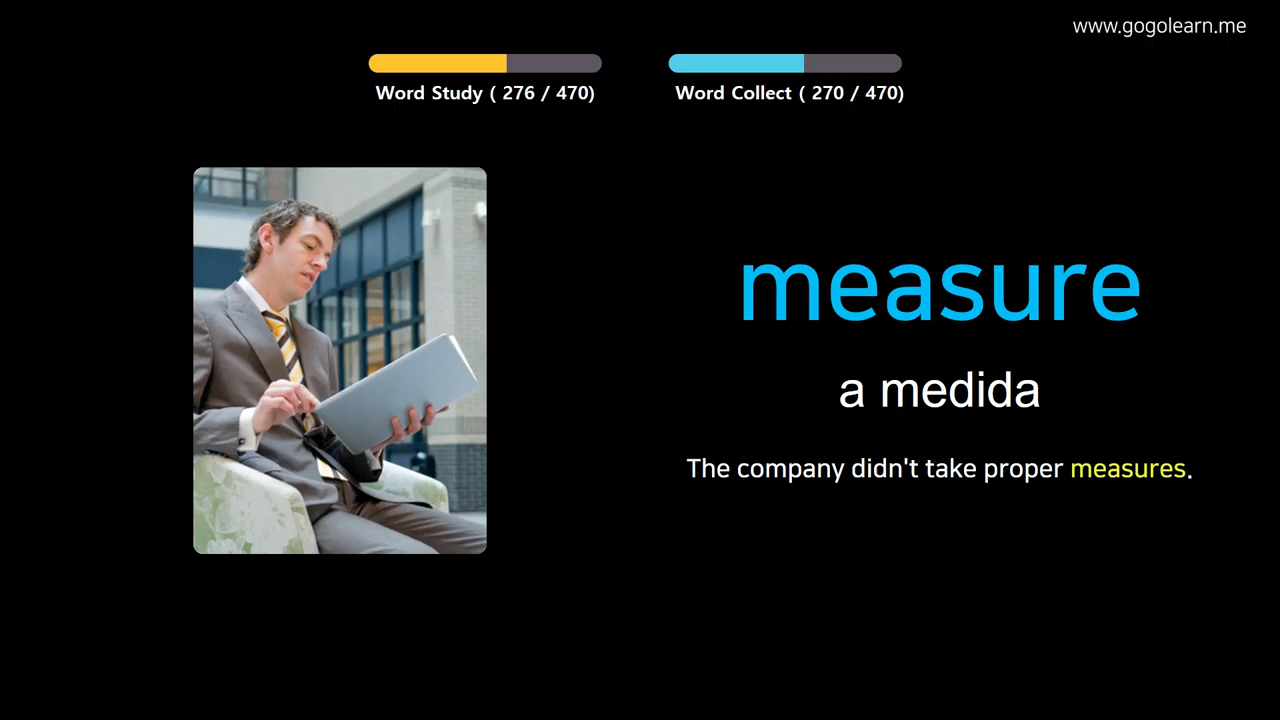 www.gogolearn.me
Word Study ( 276 / 470)
Word Collect ( 270 / 470)
measure
a medida
The company didn't take proper measures.